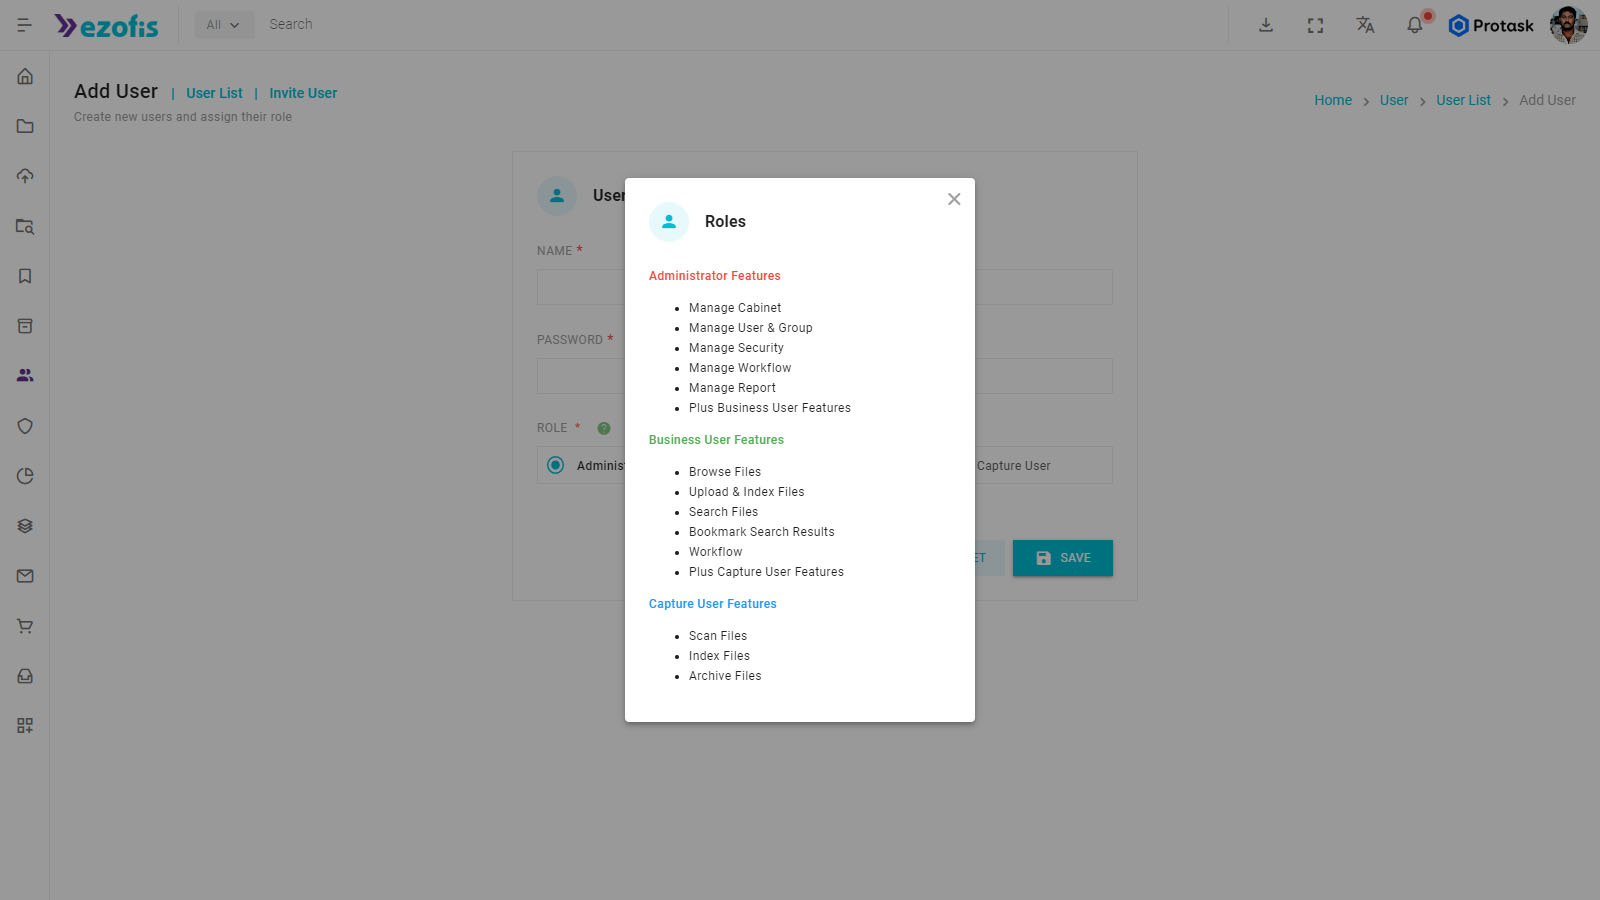 ezofis
All
Search
Protask
Add User | User List | Invite User
Create new users and assign their role
Home > User > User List > Add User
User
NAME *
PASSWORD *
ROLE * ?
Capture User
SAVE
Roles
Administrator Features
• Manage Cabinet
• Manage User & Group
• Manage Security
• Manage Workflow
• Manage Report
• Plus Business User Features
Business User Features
• Browse Files
• Upload & Index Files
• Search Files
• Bookmark Search Results
• Workflow
• Plus Capture User Features
Capture User Features
• Scan Files
• Index Files
• Archive Files